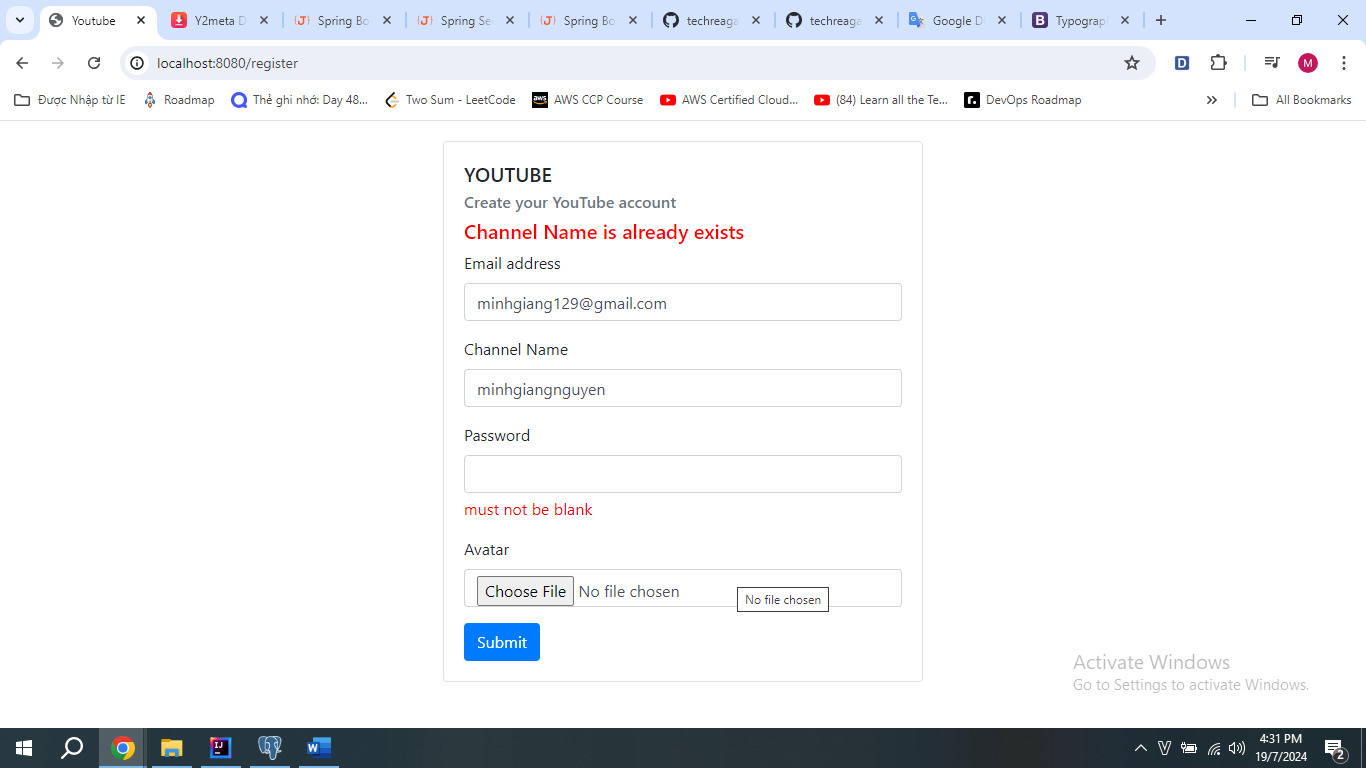 Youtube
Y2meta D
Spring Bo
Spring Se
Spring Bo
techreaga
techreaga
Google D
Typograp
localhost:8080/register
M
Được Nhập từ IE
Roadmap
Thẻ ghi nhớ: Day 48...
Two Sum - LeetCode
AWS CCP Course
AWS Certified Cloud...
(84) Learn all the Te...
DevOps Roadmap
All Bookmarks
YOUTUBE
Create your YouTube account
Channel Name is already exists
Email address
minhgiang129@gmail.com
Channel Name
minhgiangnguyen
Password
must not be blank
Avatar
Choose File No file chosen
No file chosen
Submit
Activate Windows
Go to Settings to activate Windows.
4:31 PM
19/7/2024
2